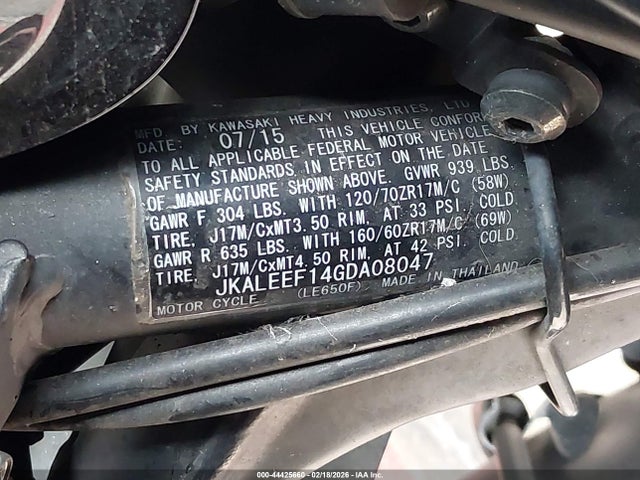 MFD. BY KAWASAKI HEAVY INDUSTRIES, LTD
DATE: 07/15 THIS VEHICLE CONFOR
TO ALL APPLICABLE FEDERAL MOTOR VEHICLE
SAFETY STANDARDS IN EFFECT ON THE DATE
OF MANUFACTURE SHOWN ABOVE. GVWR 939 LBS.
GAWR F. 304 LBS. WITH 120/70ZR17M/C (58W)
TIRE, J17M/CxMT3.50 RIM, AT 33 PSI. COLD.
GAWR R 635 LBS. WITH 160/60ZR17M/C (69W)
TIRE, J17M/CxMT4.50 RIM, AT 42 PSI. COLD.
JKALEEF14GDA08047
MOTOR CYCLE (LE650F) MADE IN THAILAND
000-44425660 - 02/18/2026 - IAA Inc.